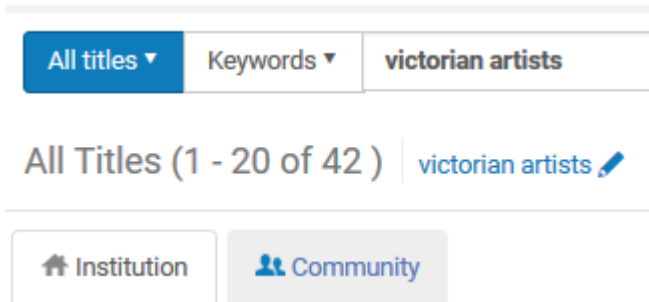 All titles ▼ Keywords ▼ victorian artists
All Titles (1 - 20 of 42 ) victorian artists
Institution Community